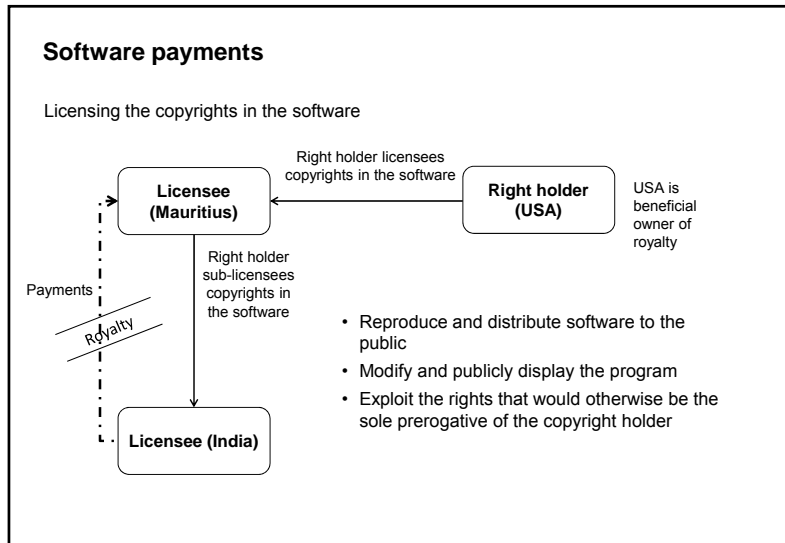 Software payments
Licensing the copyrights in the software
Right holder licensees
copyrights in the software
Licensee
(Mauritius)
Right holder
(USA)
USA is
beneficial
owner of
royalty
Right holder
sub-licensees
copyrights in
the software
Payments
Royalty
• Reproduce and distribute software to the
public
• Modify and publicly display the program
• Exploit the rights that would otherwise be the
sole prerogative of the copyright holder
Licensee (India)